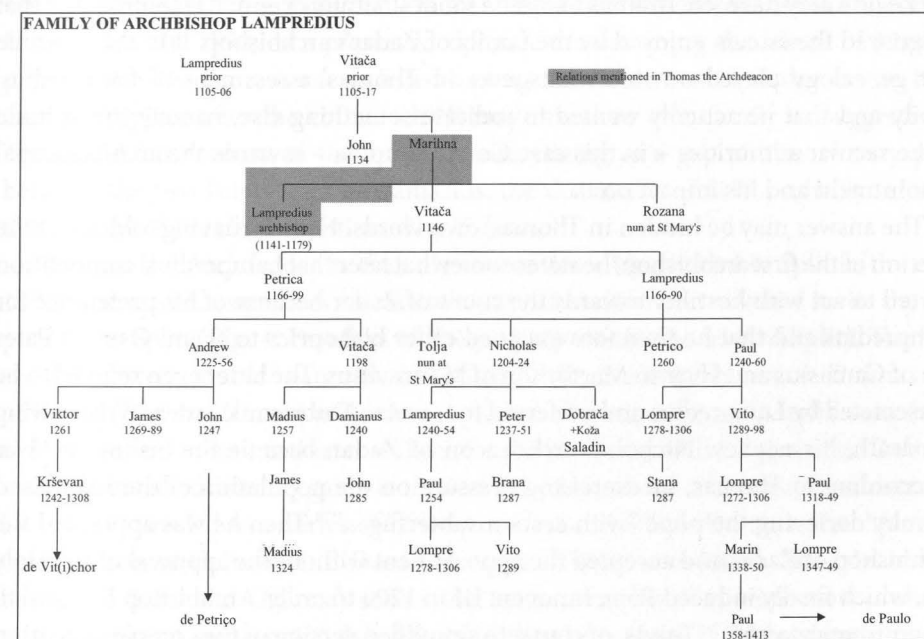 FAMILY OF ARCHBISHOP LAMPREDIUS
Lampredius
prior
1105-06
Vitača
prior
1105-17
Relations mentioned in Thomas the Archdeacon
John
1134
Marihna
Lampredius
archbishop
(1141-1179)
Vitača
1146
Rozana
nun at St Mary's
Petrica
1166-99
Lampredius
1166-90
Andrew
1225-56
Vitača
1198
Tolja
nun at
St Mary's
Nicholas
1204-24
Petrico
1260
Paul
1240-60
Viktor
1261
James
1269-89
John
1247
Madius
1257
Damianus
1240
Lampredius
1240-54
Peter
1237-51
Dobrača
+Koža
Saladin
Lompre
1278-1306
Vito
1289-98
Krševan
1242-1308
James
John
1285
Paul
1254
Brana
1287
Stana
1287
Lompre
1272-1306
Paul
1318-49
de Vit(i)chor
Madius
1324
Lompre
1278-1306
Vito
1289
Marin
1338-50
Lompre
1347-49
de Petriço
Paul
1358-1413
de Paulo